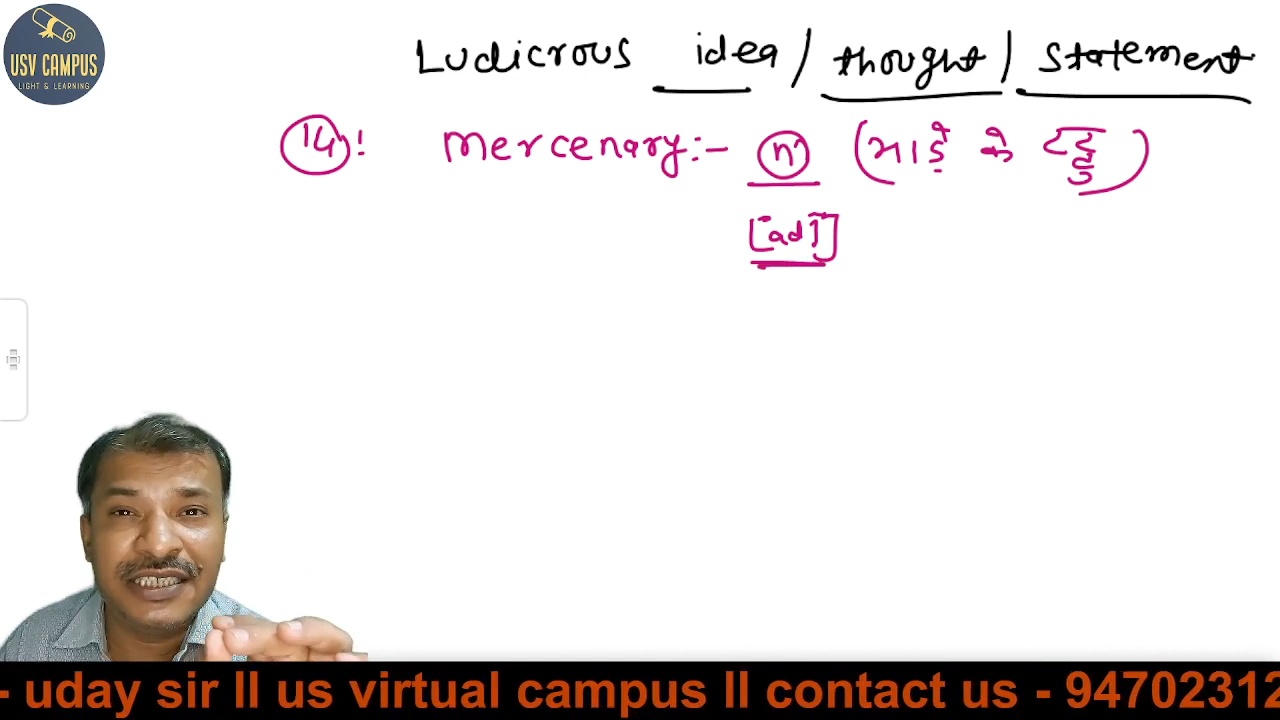 USV CAMPUS
LIGHT & LEARNING
Ludicrous idea / thought / statement
14! mercenary:- n (भाड़े के टट्टू)
[adj]
- uday sir ll us virtual campus ll contact us - 94702312